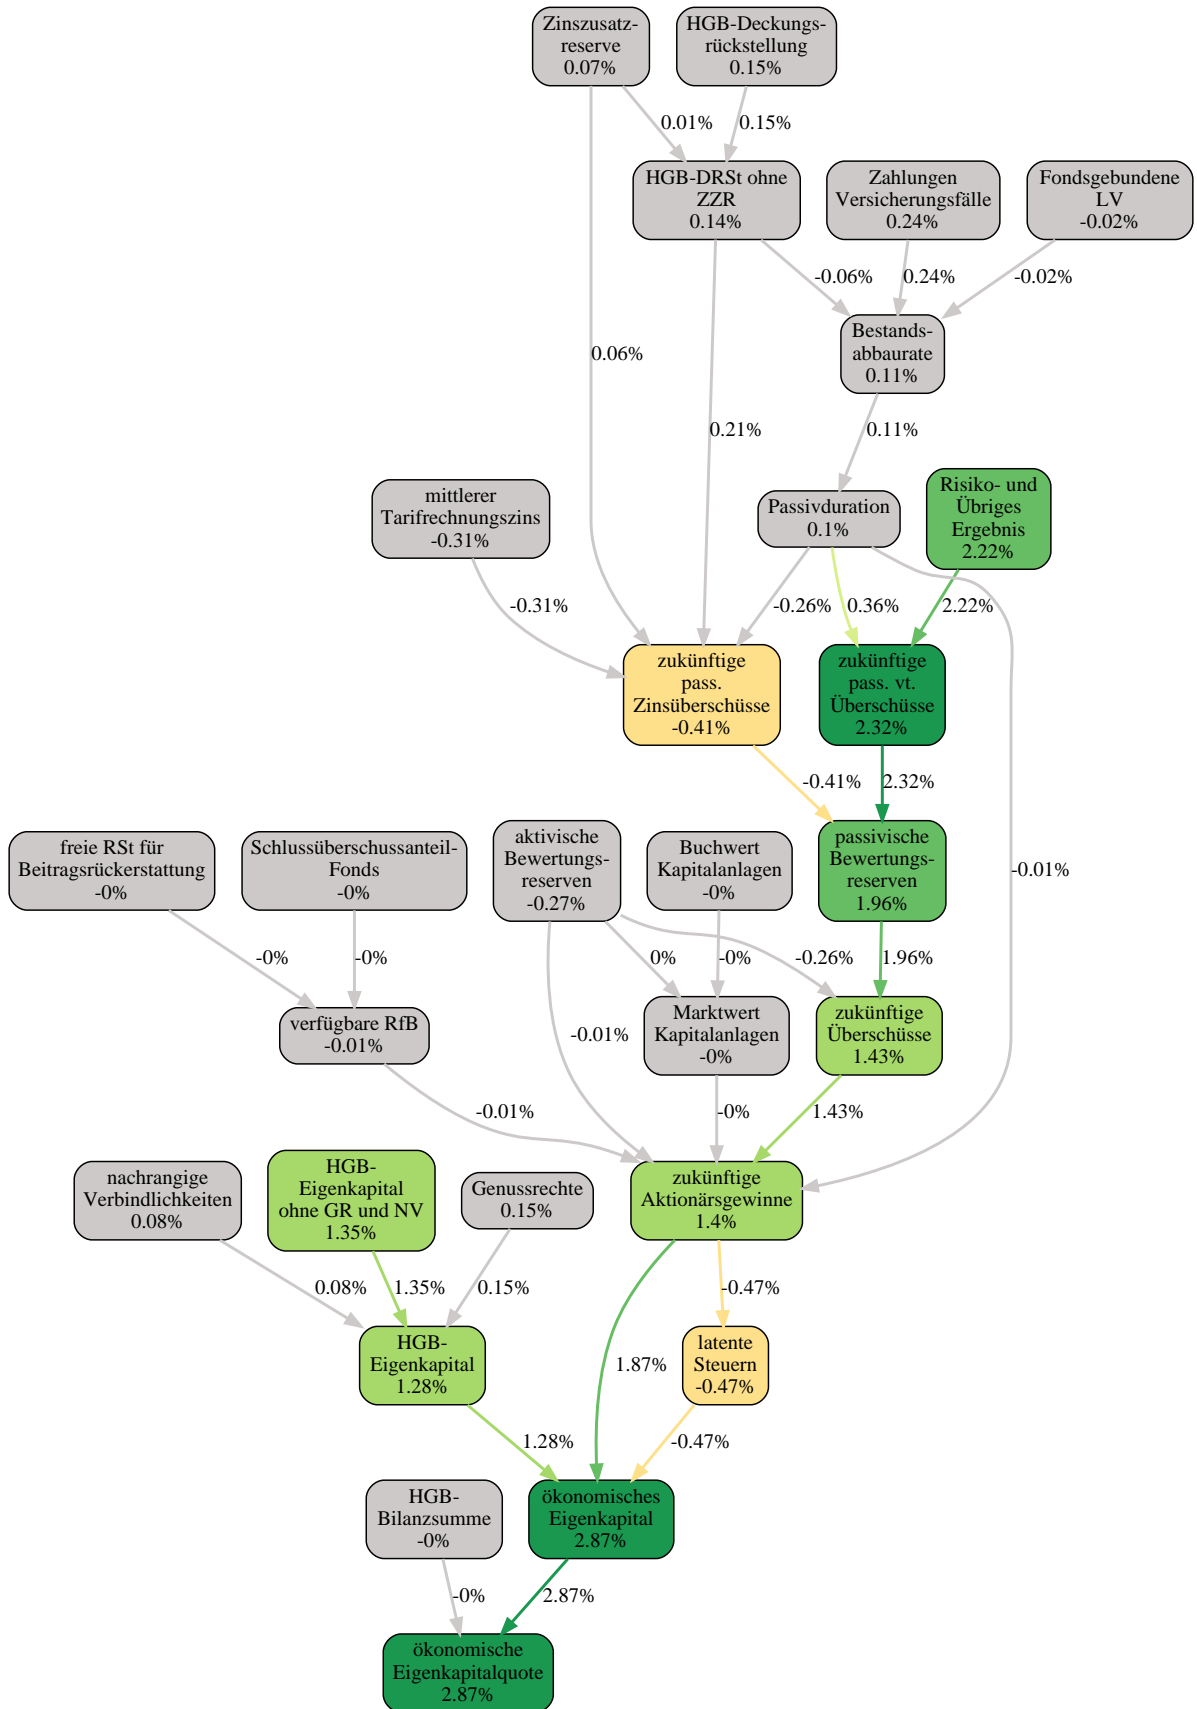 Zinszusatz-
reserve
0.07%
HGB-Deckungs-
rückstellung
0.15%
0.01%
0.15%
HGB-DRSt ohne
ZZR
0.14%
Zahlungen
Versicherungsfälle
0.24%
Fondsgebundene
LV
-0.02%
-0.06%
0.24%
-0.02%
Bestands-
abbaurate
0.11%
0.06%
0.21%
0.11%
mittlerer
Tarifrechnungszins
-0.31%
Passivduration
0.1%
Risiko- und
Übriges
Ergebnis
2.22%
-0.31%
-0.26%
0.36%
2.22%
zukünftige
pass.
Zinsüberschüsse
-0.41%
zukünftige
pass. vt.
Überschüsse
2.32%
-0.41%
2.32%
freie RSt für
Beitragsrückerstattung
-0%
Schlussüberschussanteil-
Fonds
-0%
aktivische
Bewertungs-
reserven
-0.27%
Buchwert
Kapitalanlagen
-0%
passivische
Bewertungs-
reserven
1.96%
-0.01%
-0%
-0%
0%
-0%
-0.26%
1.96%
verfügbare RfB
-0.01%
-0.01%
Marktwert
Kapitalanlagen
-0%
zukünftige
Überschüsse
1.43%
-0.01%
-0%
1.43%
nachrangige
Verbindlichkeiten
0.08%
HGB-
Eigenkapital
ohne GR und NV
1.35%
Genussrechte
0.15%
zukünftige
Aktionärsgewinne
1.4%
0.08%
1.35%
0.15%
-0.47%
HGB-
Eigenkapital
1.28%
1.87%
latente
Steuern
-0.47%
1.28%
-0.47%
HGB-
Bilanzsumme
-0%
ökonomisches
Eigenkapital
2.87%
-0%
2.87%
ökonomische
Eigenkapitalquote
2.87%